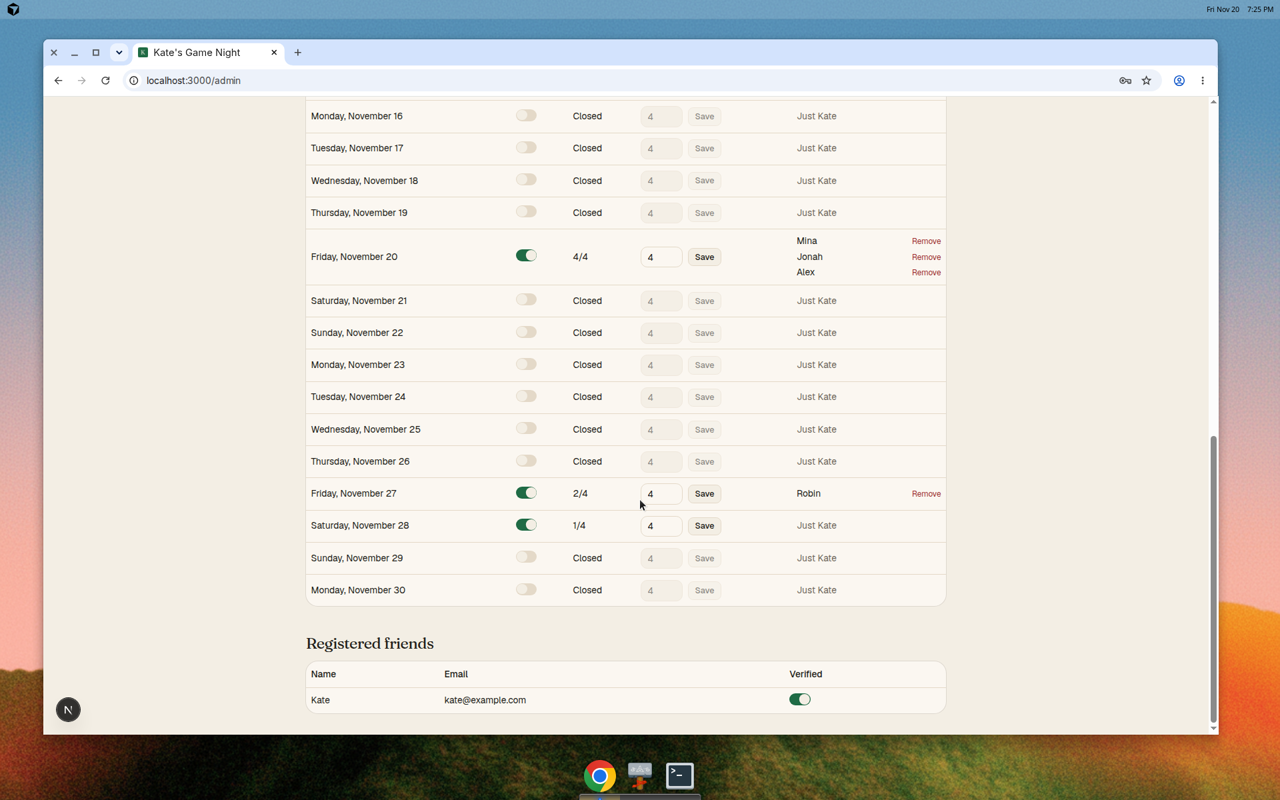 Fri Nov 20 7:25 PM
K Kate's Game Night
localhost:3000/admin
Monday, November 16 Closed 4 Save Just Kate
Tuesday, November 17 Closed 4 Save Just Kate
Wednesday, November 18 Closed 4 Save Just Kate
Thursday, November 19 Closed 4 Save Just Kate
Friday, November 20 4/4 4 Save
Mina Remove
Jonah Remove
Alex Remove
Saturday, November 21 Closed 4 Save Just Kate
Sunday, November 22 Closed 4 Save Just Kate
Monday, November 23 Closed 4 Save Just Kate
Tuesday, November 24 Closed 4 Save Just Kate
Wednesday, November 25 Closed 4 Save Just Kate
Thursday, November 26 Closed 4 Save Just Kate
Friday, November 27 2/4 4 Save Robin Remove
Saturday, November 28 1/4 4 Save Just Kate
Sunday, November 29 Closed 4 Save Just Kate
Monday, November 30 Closed 4 Save Just Kate
Registered friends
Name Email Verified
Kate kate@example.com
N
>_